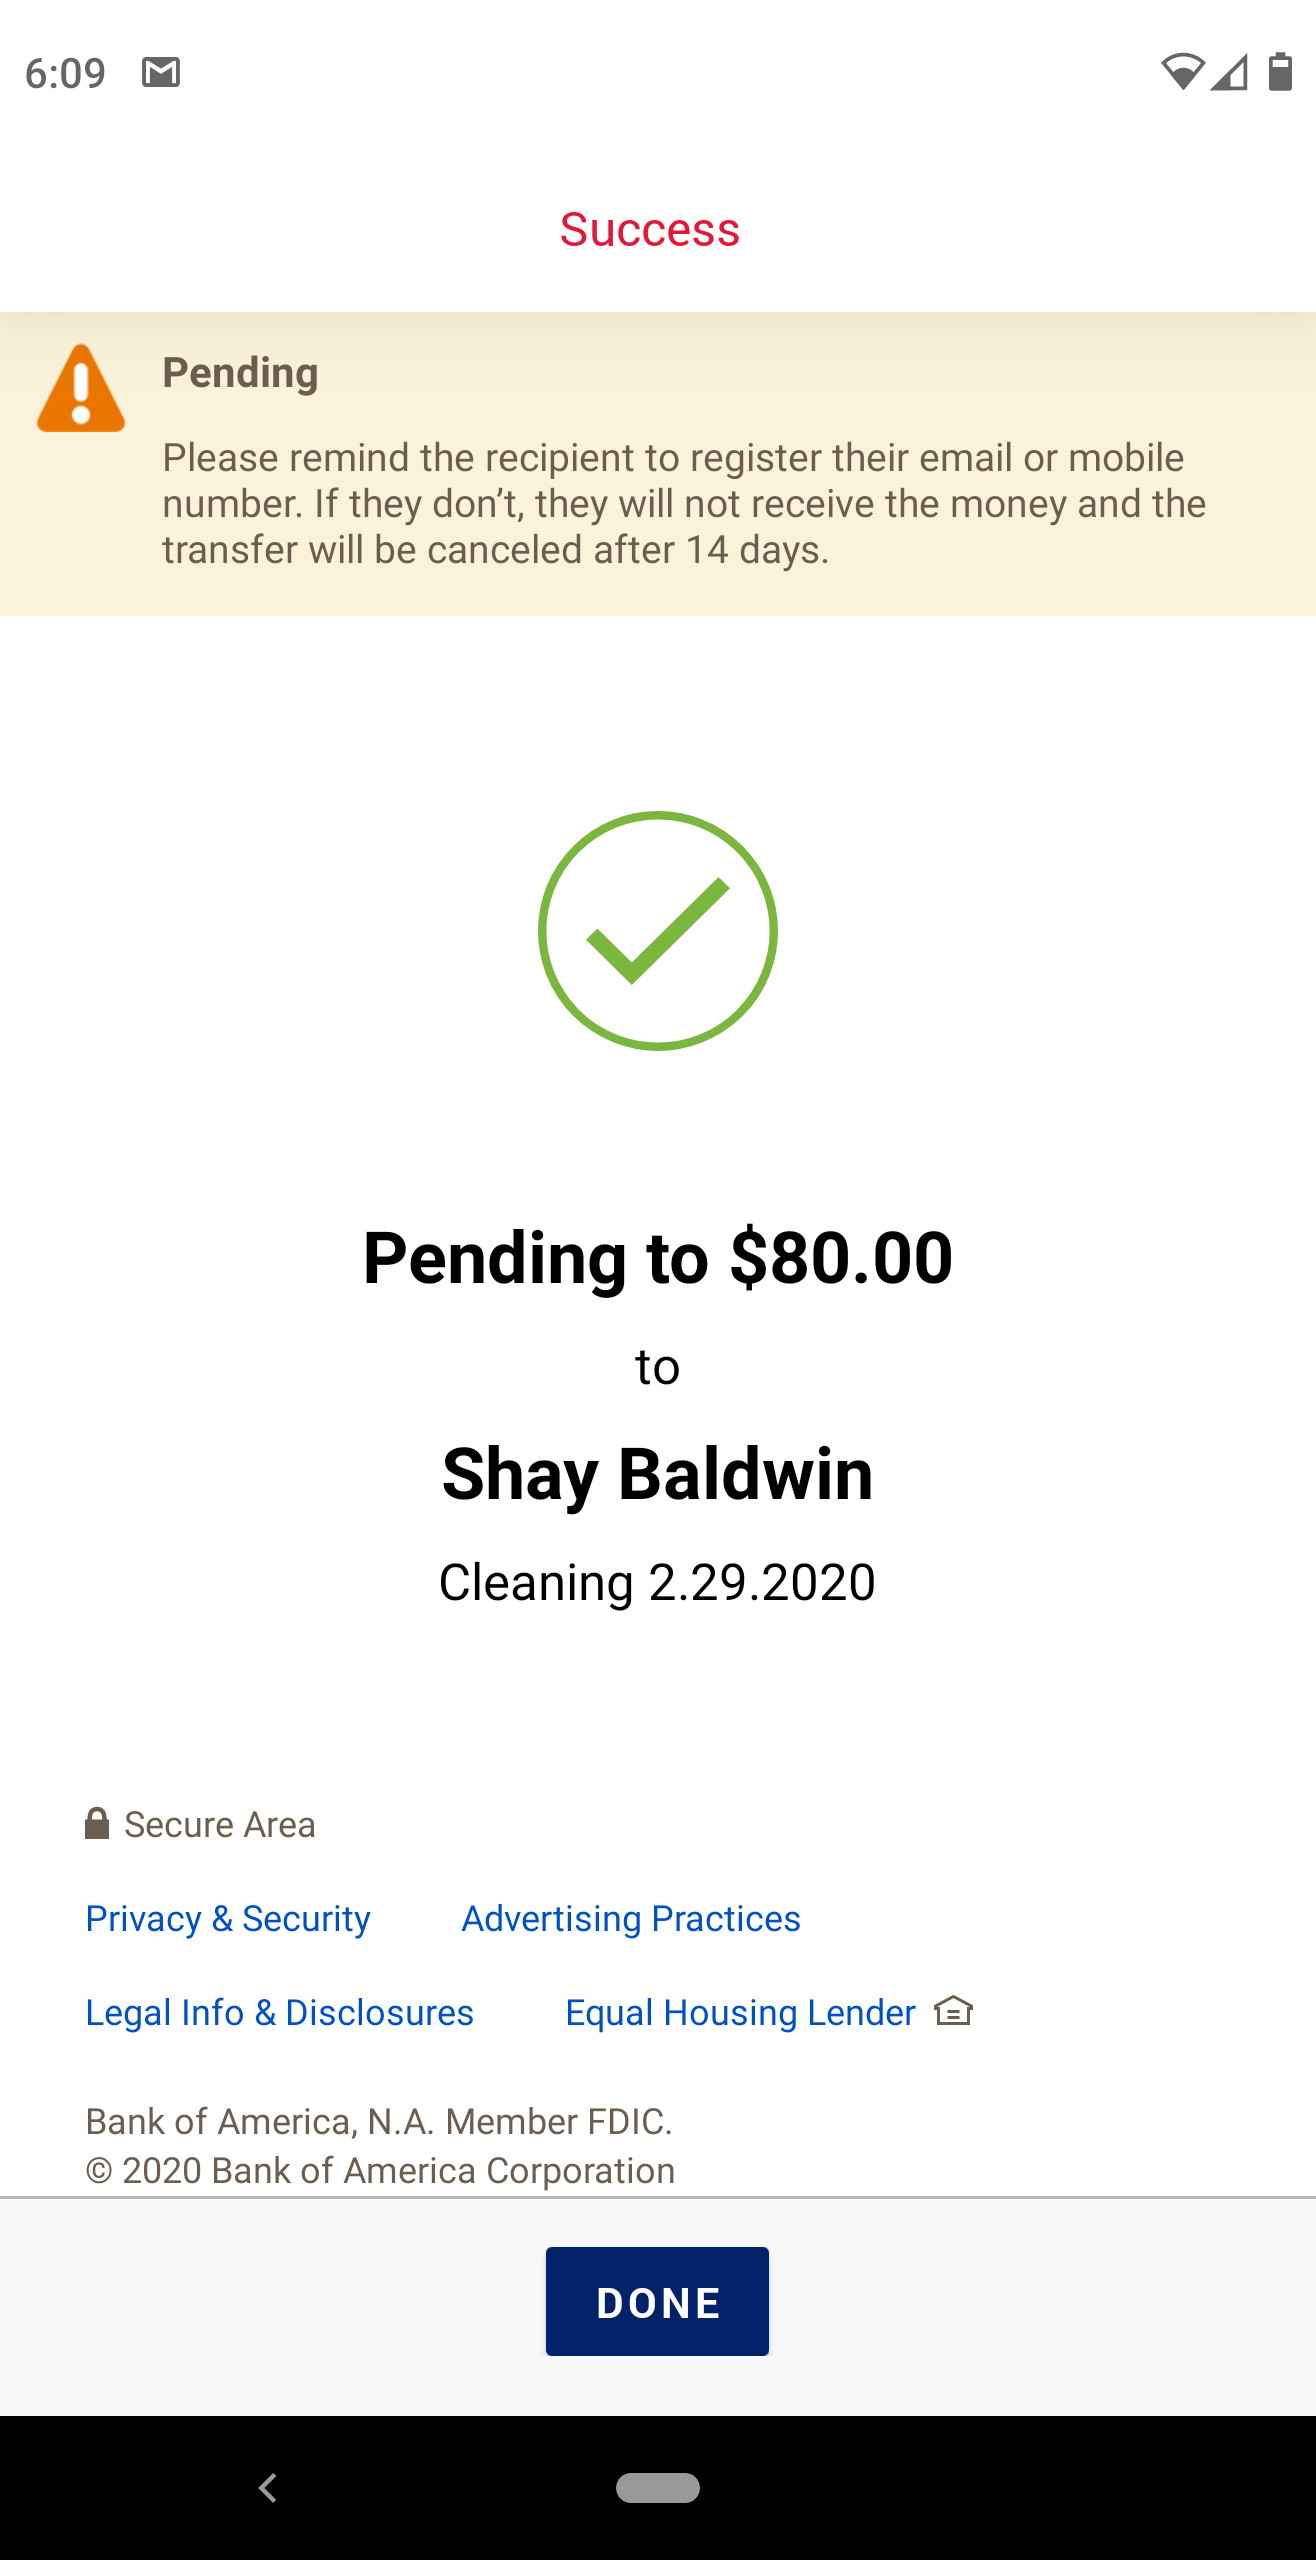 6:09
Success
Pending
Please remind the recipient to register their email or mobile
number. If they don’t, they will not receive the money and the
transfer will be canceled after 14 days.
Pending to $80.00
to
Shay Baldwin
Cleaning 2.29.2020
Secure Area
Privacy & Security Advertising Practices
Legal Info & Disclosures Equal Housing Lender
Bank of America, N.A. Member FDIC.
© 2020 Bank of America Corporation
DONE